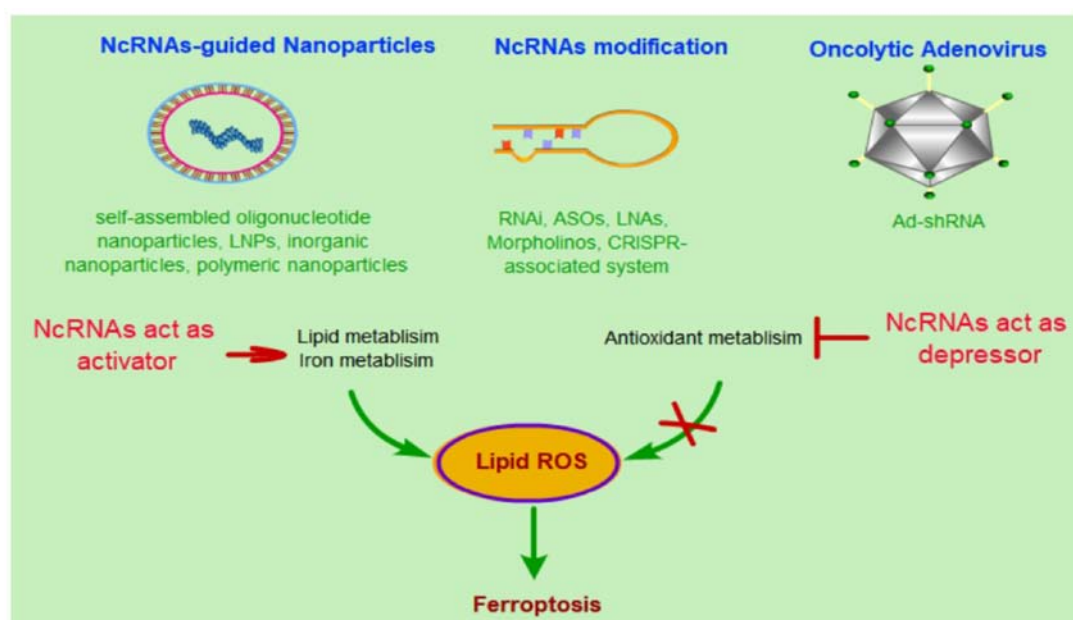 NcRNAs-guided Nanoparticles
NcRNAs modification
Oncolytic Adenovirus
self-assembled oligonucleotide
nanoparticles, LNPs, inorganic
nanoparticles, polymeric nanoparticles
RNAi, ASOs, LNAs,
Morpholinos, CRISPR-
associated system
Ad-shRNA
NcRNAs act as
activator
Lipid metablisim
Iron metablisim
Antioxidant metablisim
NcRNAs act as
depressor
Lipid ROS
Ferroptosis